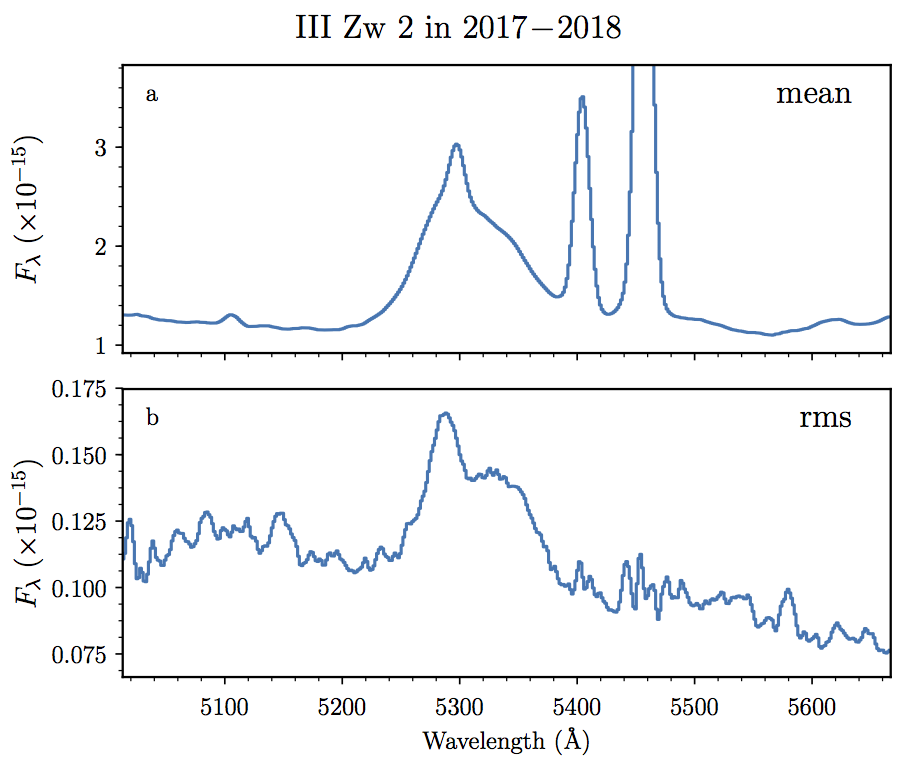 III Zw 2 in 2017−2018
a
mean
3
2
1
F_λ (×10^{−15})
b
rms
0.175
0.150
0.125
0.100
0.075
F_λ (×10^{−15})
5100 5200 5300 5400 5500 5600
Wavelength (Å)